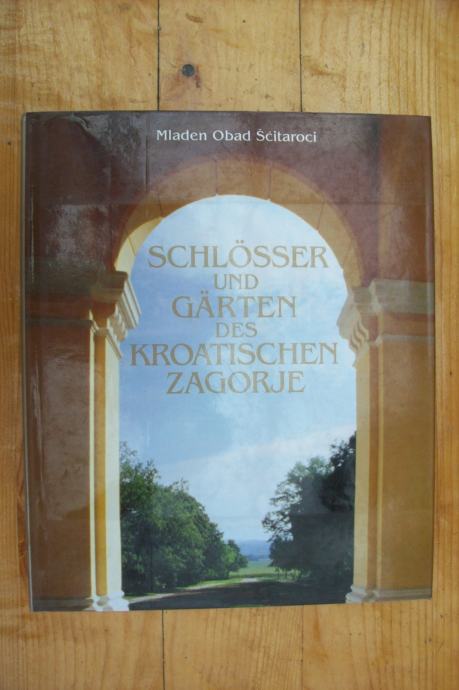 Mladen Obad Šćitaroci
SCHLÖSSER
UND
GÄRTEN
DES
KROATISCHEN
ZAGORJE